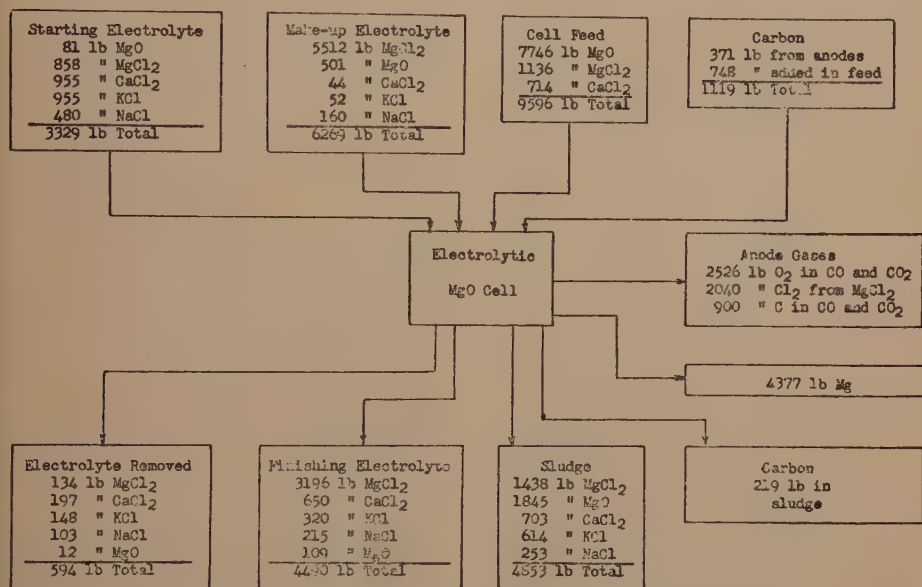 Starting Electrolyte
81 lb MgO
858 " MgCl2
955 " CaCl2
955 " KCl
480 " NaCl
3329 lb Total
Make-up Electrolyte
5512 lb MgCl2
501 " MgO
44 " CaCl2
52 " KCl
160 " NaCl
6269 lb Total
Cell Feed
7746 lb MgO
1136 " MgCl2
714 " CaCl2
9596 lb Total
Carbon
371 lb from anodes
748 " added in feed
1119 lb Total
Electrolytic
MgO Cell
Anode Gases
2526 lb O2 in CO and CO2
2040 " Cl2 from MgCl2
900 " C in CO and CO2
4377 lb Mg
Electrolyte Removed
134 lb MgCl2
197 " CaCl2
148 " KCl
103 " NaCl
12 " MgO
594 lb Total
Finishing Electrolyte
3196 lb MgCl2
650 " CaCl2
320 " KCl
215 " NaCl
109 " MgO
4490 lb Total
Sludge
1438 lb MgCl2
1845 " MgO
703 " CaCl2
614 " KCl
253 " NaCl
4853 lb Total
Carbon
219 lb in
sludge